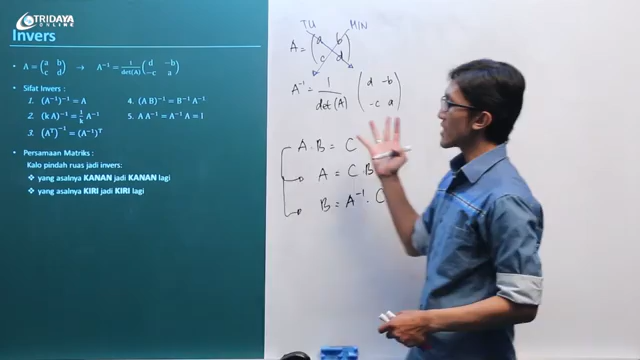 TRIDAYA
ONLINE
Invers
A = (a b
c d) → A⁻¹ = 1/det(A) (d −b
−c a)
Sifat Invers
1. (A⁻¹)⁻¹ = A
2. (k A)⁻¹ = 1/k A⁻¹
3. (Aᵀ)⁻¹ = (A⁻¹)ᵀ
4. (A B)⁻¹ = B⁻¹ A⁻¹
5. A A⁻¹ = A⁻¹ A = I
Persamaan Matriks
Kalo pindah ruas jadi invers:
❖ yang asalnya KANAN jadi KANAN lagi
❖ yang asalnya KIRI jadi KIRI lagi
TU MIN
A = (a b
c d)
A⁻¹ = 1/det(A) (d −b
−c a)
A . B = C
A = C . B
B = A⁻¹ . C